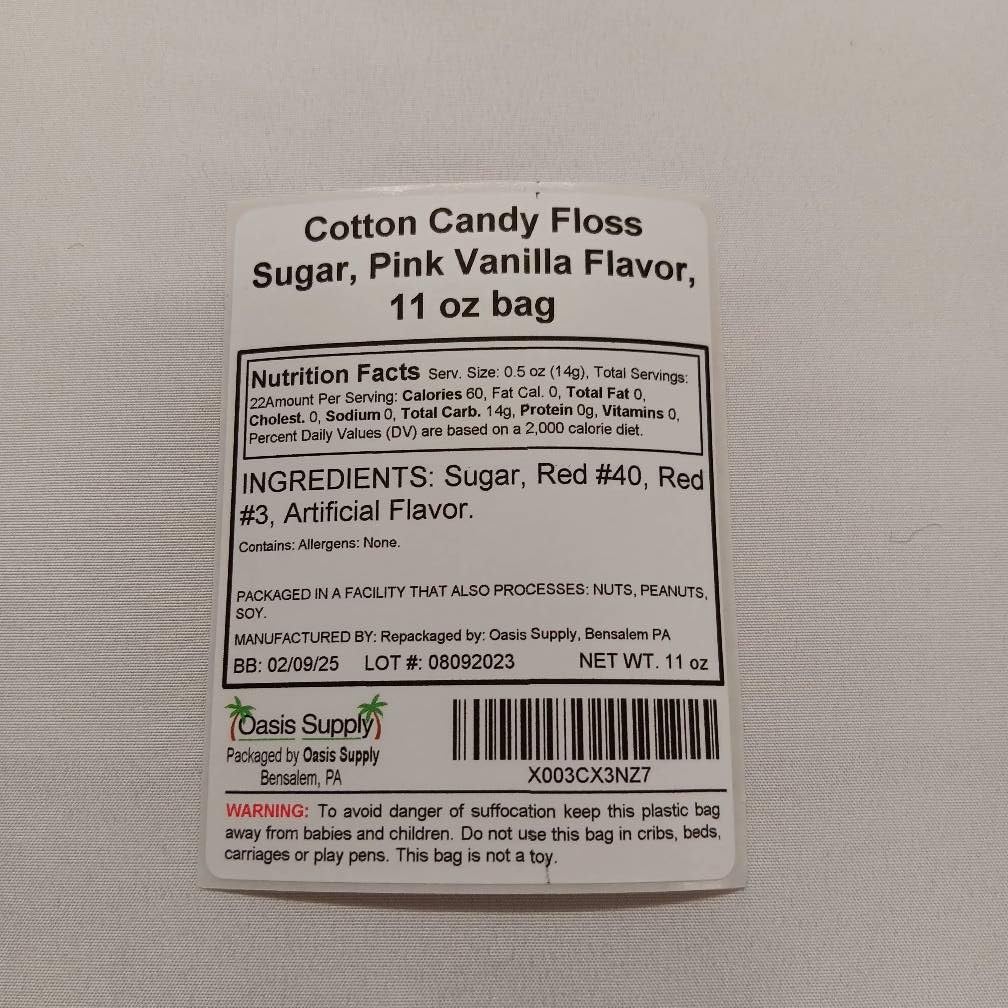 Cotton Candy Floss
Sugar, Pink Vanilla Flavor,
11 oz bag
Nutrition Facts Serv. Size: 0.5 oz (14g), Total Servings:
22Amount Per Serving: Calories 60, Fat Cal. 0, Total Fat 0,
Cholest. 0, Sodium 0, Total Carb. 14g, Protein 0g, Vitamins 0,
Percent Daily Values (DV) are based on a 2,000 calorie diet.
INGREDIENTS: Sugar, Red #40, Red
#3, Artificial Flavor.
Contains: Allergens: None.
PACKAGED IN A FACILITY THAT ALSO PROCESSES: NUTS, PEANUTS,
SOY.
MANUFACTURED BY: Repackaged by: Oasis Supply, Bensalem PA
BB: 02/09/25 LOT #: 08092023 NET WT. 11 oz
Oasis Supply
Packaged by Oasis Supply
Bensalem, PA
X003CX3NZ7
WARNING: To avoid danger of suffocation keep this plastic bag
away from babies and children. Do not use this bag in cribs, beds,
carriages or play pens. This bag is not a toy.